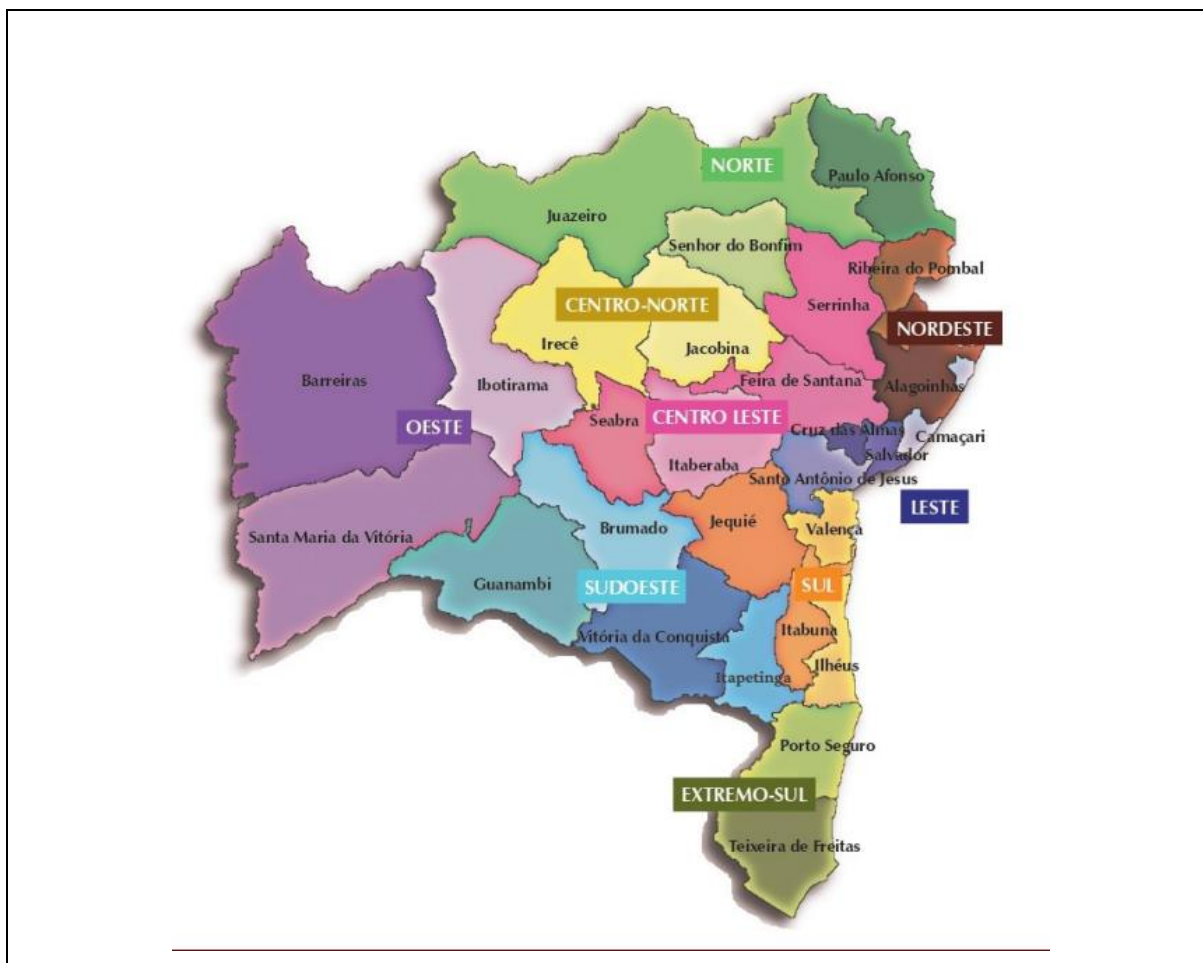 NORTE
Paulo Afonso
Juazeiro
Senhor do Bonfim
Ribeira do Pombal
CENTRO-NORTE
Serrinha
NORDESTE
Irecê
Jacobina
Barreiras
Ibotirama
Feira de Santana
Alagoinhas
OESTE
Seabra
CENTRO LESTE
Cruz das Almas
Camaçari
Salvador
Itaberaba
Santo Antônio de Jesus
LESTE
Santa Maria da Vitória
Brumado
Jequié
Valença
Guanambi
SUDOESTE
SUL
Vitória da Conquista
Itabuna
Ilhéus
Itapetinga
Porto Seguro
EXTREMO-SUL
Teixeira de Freitas